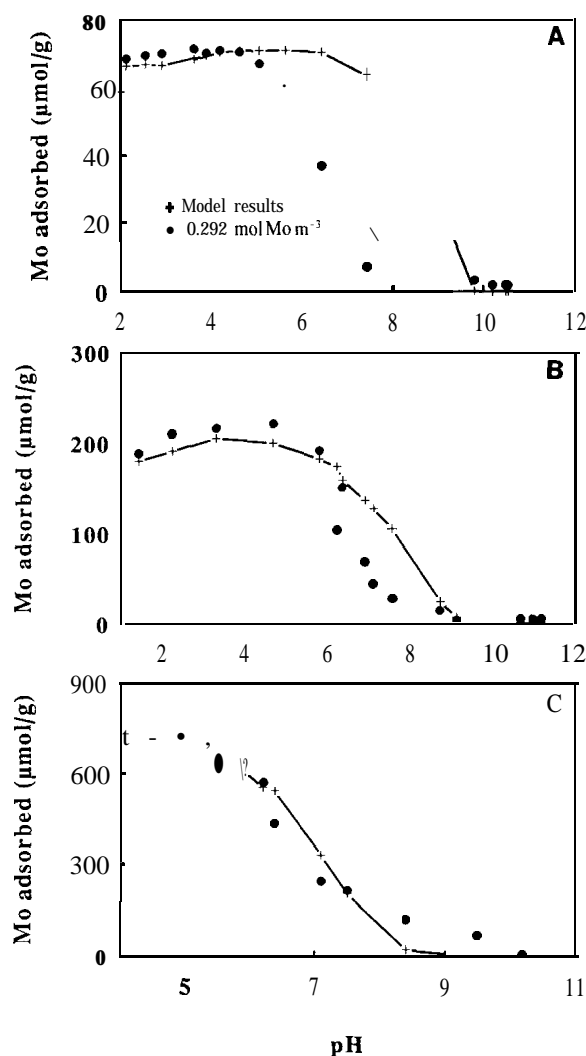 80
A
60
40
20
0
Mo adsorbed (µmol/g)
+ Model results
• 0.292 mol Mo m⁻³
2 4 6 8 10 12
300
B
200
100
0
Mo adsorbed (µmol/g)
2 4 6 8 10 12
900
C
600
300
0
Mo adsorbed (µmol/g)
5 7 9 11
pH